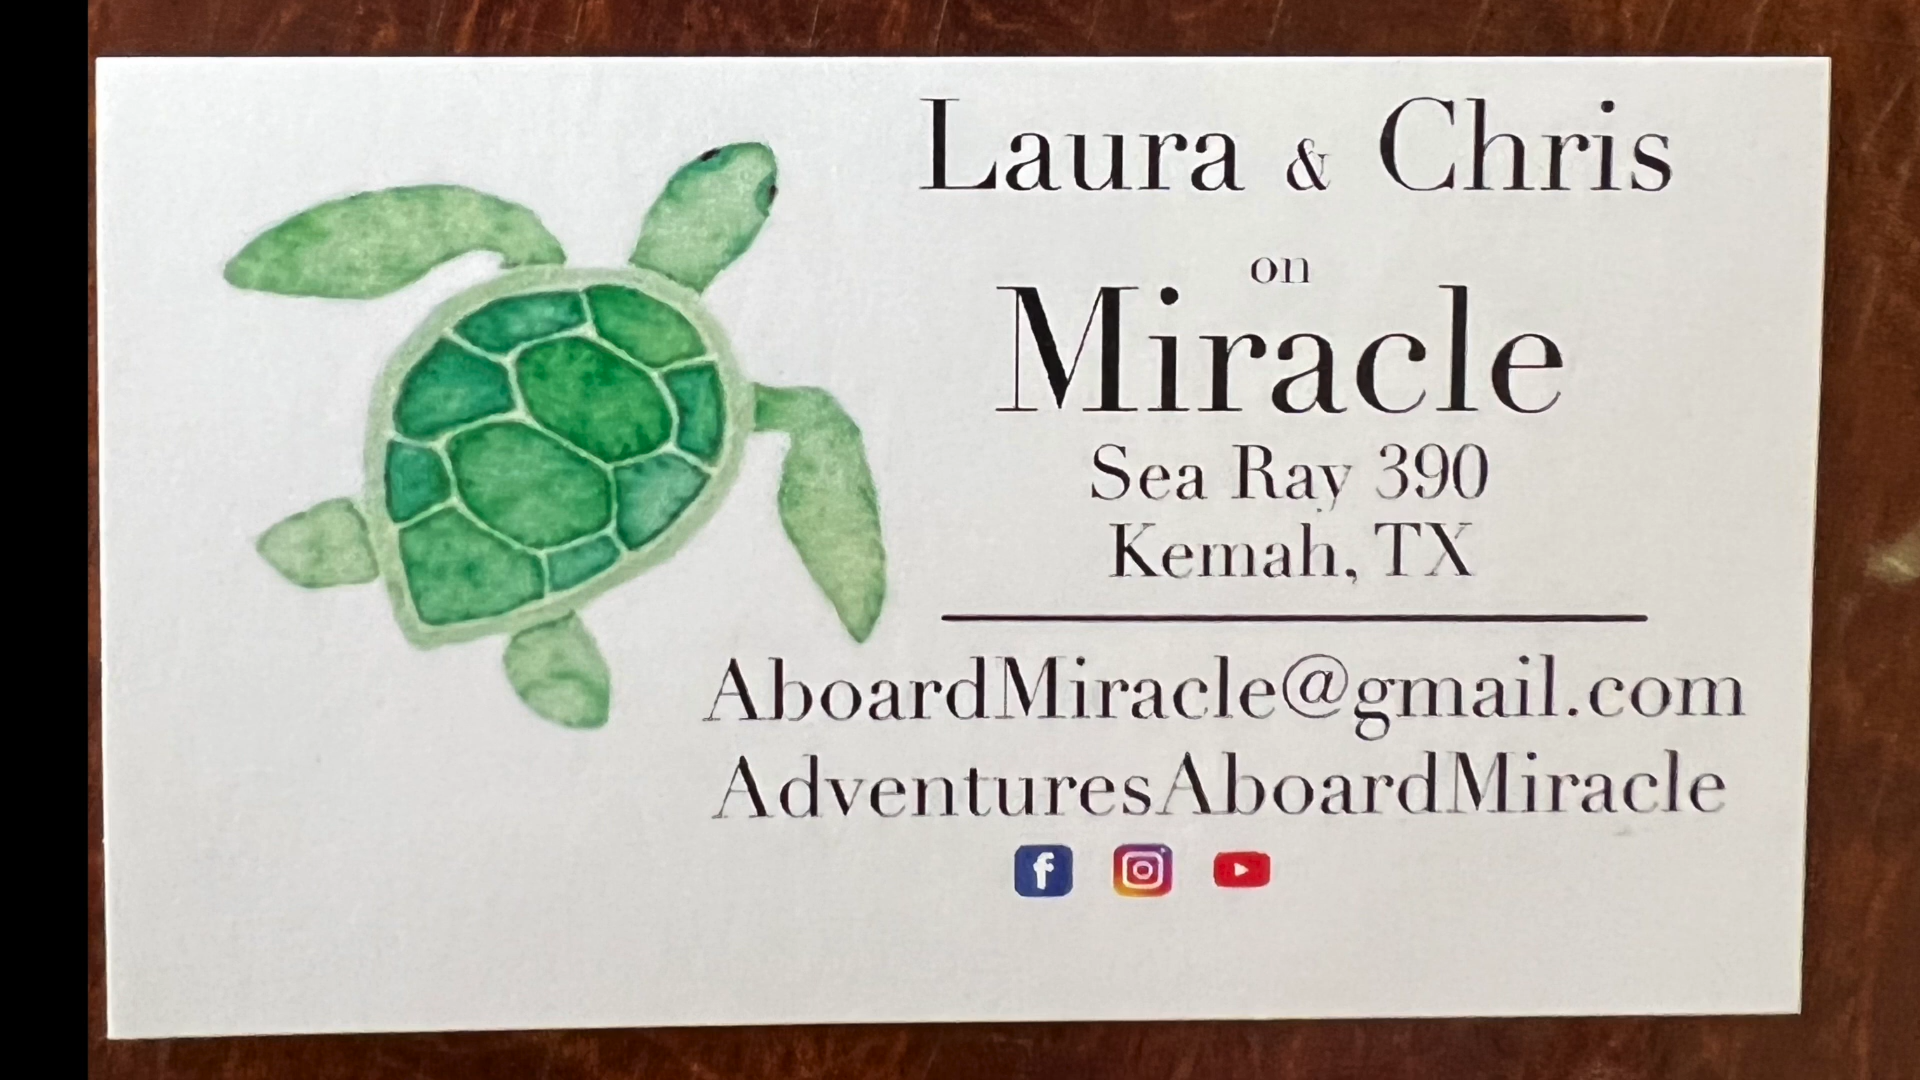 Laura & Chris
on
Miracle
Sea Ray 390
Kemah, TX
AboardMiracle@gmail.com
AdventuresAboardMiracle